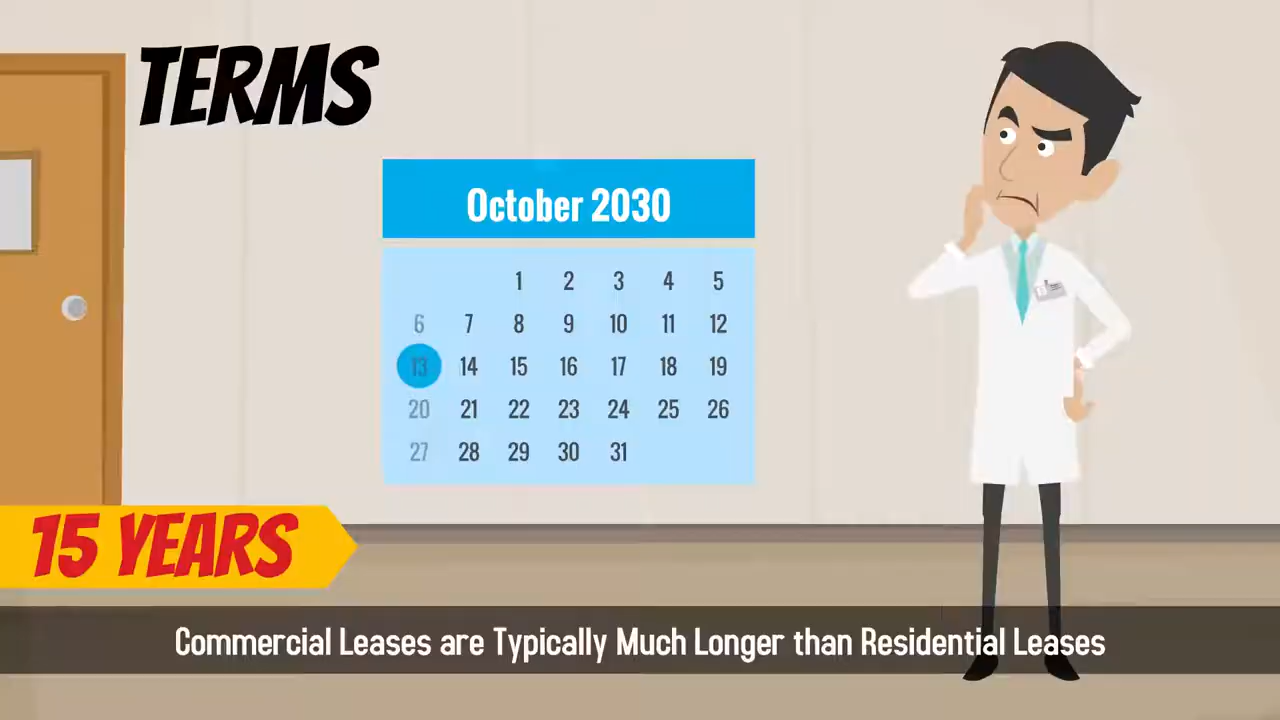 TERMS
October 2030
1 2 3 4 5
6 7 8 9 10 11 12
13 14 15 16 17 18 19
20 21 22 23 24 25 26
27 28 29 30 31
15 YEARS
Commercial Leases are Typically Much Longer than Residential Leases